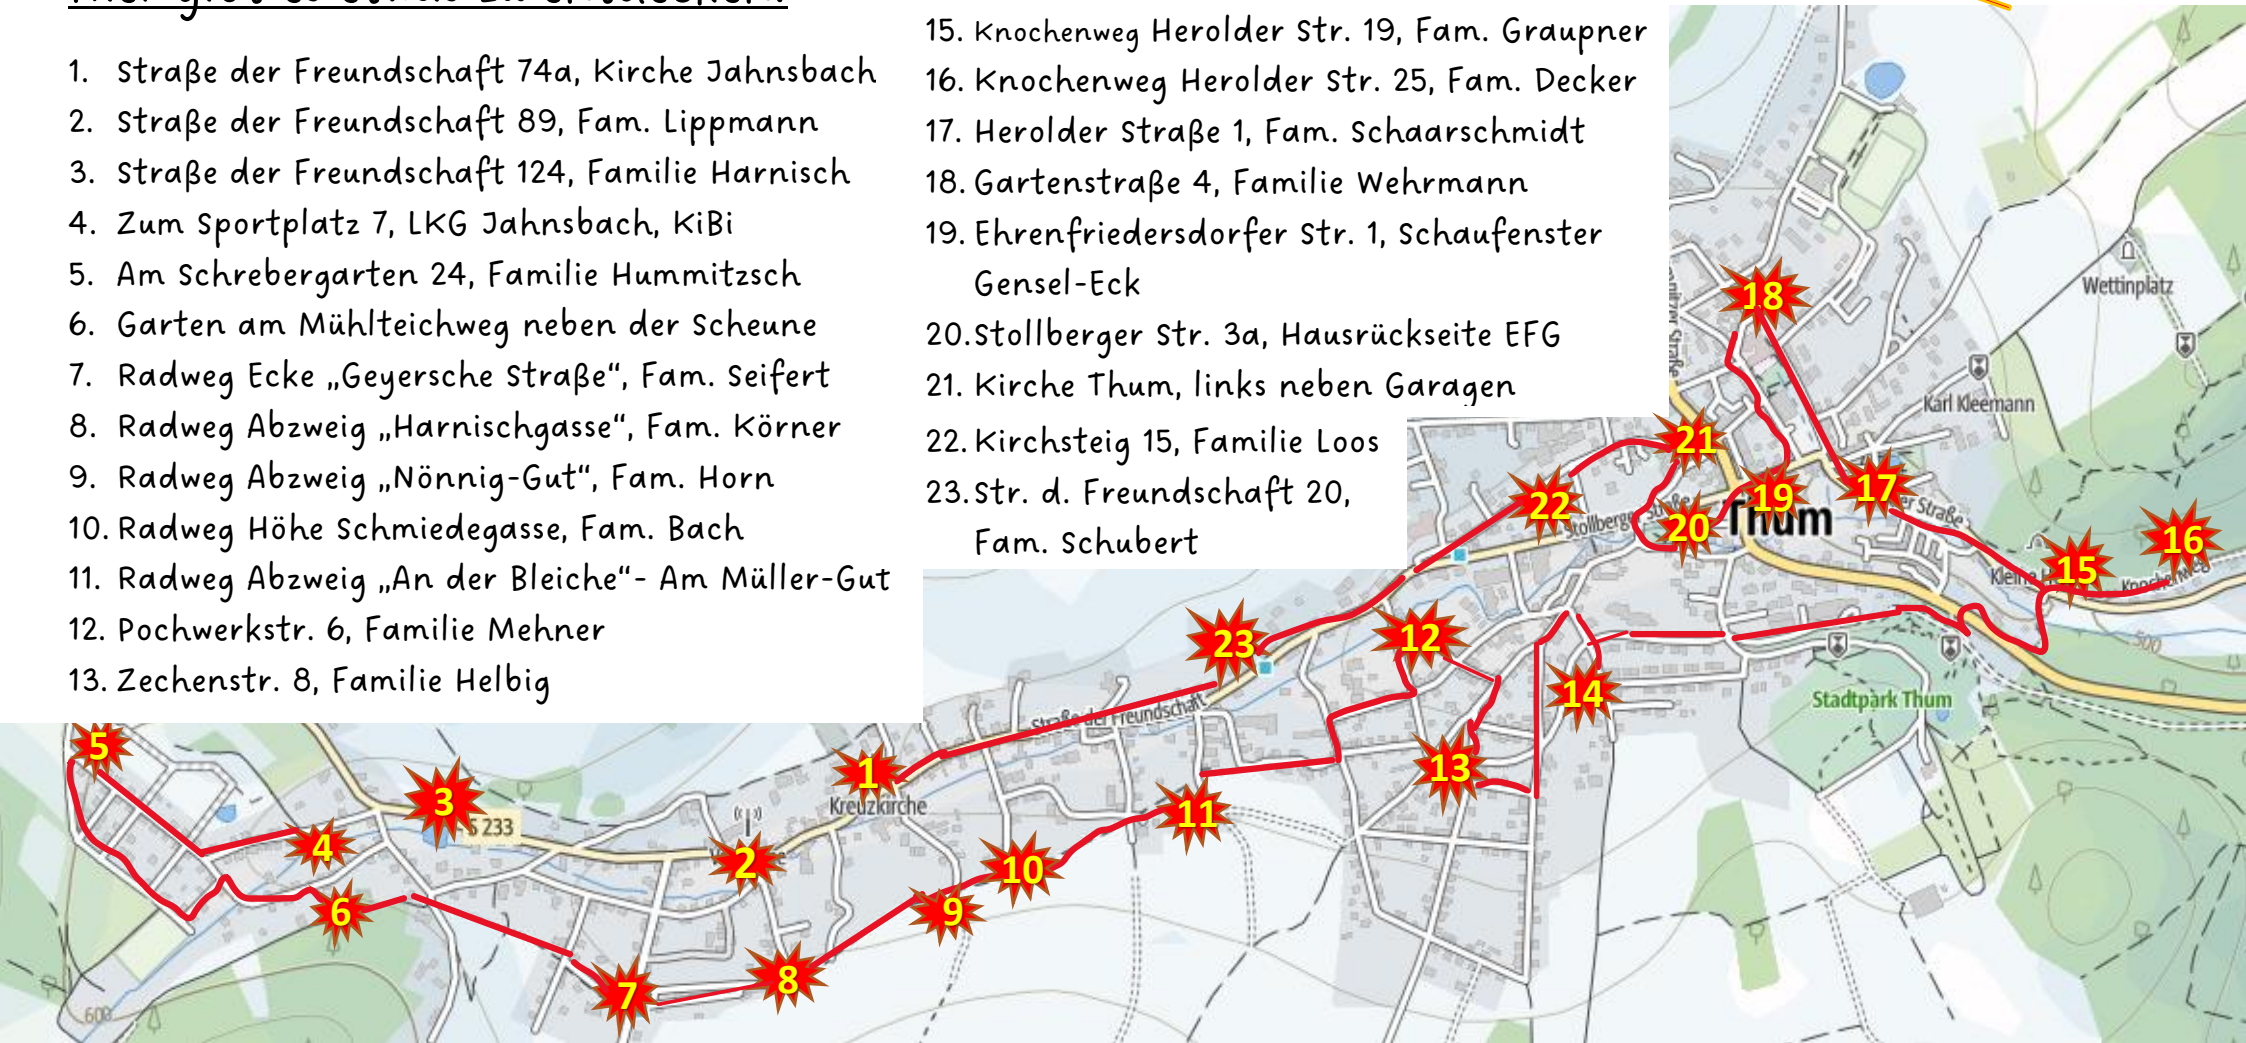 1. Straße der Freundschaft 74a, Kirche Jahnsbach
2. Straße der Freundschaft 89, Fam. Lippmann
3. Straße der Freundschaft 124, Familie Harnisch
4. Zum Sportplatz 7, LKG Jahnsbach, KiBi
5. Am Schrebergarten 24, Familie Hummitzsch
6. Garten am Mühlteichweg neben der Scheune
7. Radweg Ecke „Geyersche Straße“, Fam. Seifert
8. Radweg Abzweig „Harnischgasse“, Fam. Körner
9. Radweg Abzweig „Nönnig-Gut“, Fam. Horn
10. Radweg Höhe Schmiedegasse, Fam. Bach
11. Radweg Abzweig „An der Bleiche“- Am Müller-Gut
12. Pochwerkstr. 6, Familie Mehner
13. Zechenstr. 8, Familie Helbig
15. Knochenweg Herolder Str. 19, Fam. Graupner
16. Knochenweg Herolder Str. 25, Fam. Decker
17. Herolder Straße 1, Fam. Schaarschmidt
18. Gartenstraße 4, Familie Wehrmann
19. Ehrenfriedersdorfer Str. 1, Schaufenster
Gensel-Eck
20. Stollberger Str. 3a, Hausrückseite EFG
21. Kirche Thum, links neben Garagen
22. Kirchsteig 15, Familie Loos
23. Str. d. Freundschaft 20,
Fam. Schubert
18
Wettinplatz
Karl Kleemann
21
22
19
17
Stollberger
20
Thum
Straße
16
15
Knochenweg
12
23
500
14
Stadtpark Thum
Straße der Freundschaft
5
1
13
Kreuzkirche
3
S 233
11
4
2
10
6
9
8
7
600